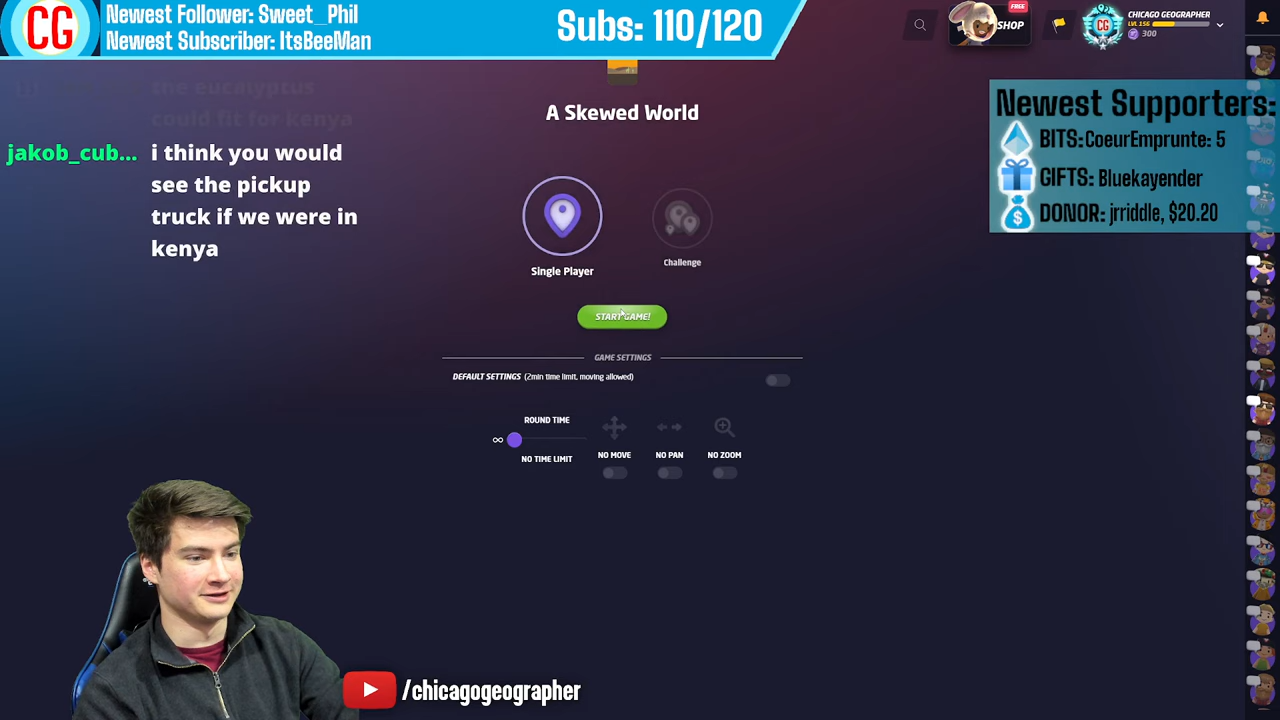 CG
Newest Follower: Sweet_Phil
Newest Subscriber: ItsBeeMan
Subs: 110/120
FREE
SHOP
CG
CHICAGO GEOGRAPHER
LVL 156
300
the eucalyptus
could fit for kenya
jakob_cub... i think you would
see the pickup
truck if we were in
kenya
A Skewed World
Newest Supporters:
BITS: CoeurEmprunte: 5
GIFTS: Bluekayender
DONOR: jrriddle, $20.20
Single Player
Challenge
START GAME!
GAME SETTINGS
DEFAULT SETTINGS (2min time limit, moving allowed)
ROUND TIME
∞
NO TIME LIMIT
NO MOVE
NO PAN
NO ZOOM
/chicagogeographer